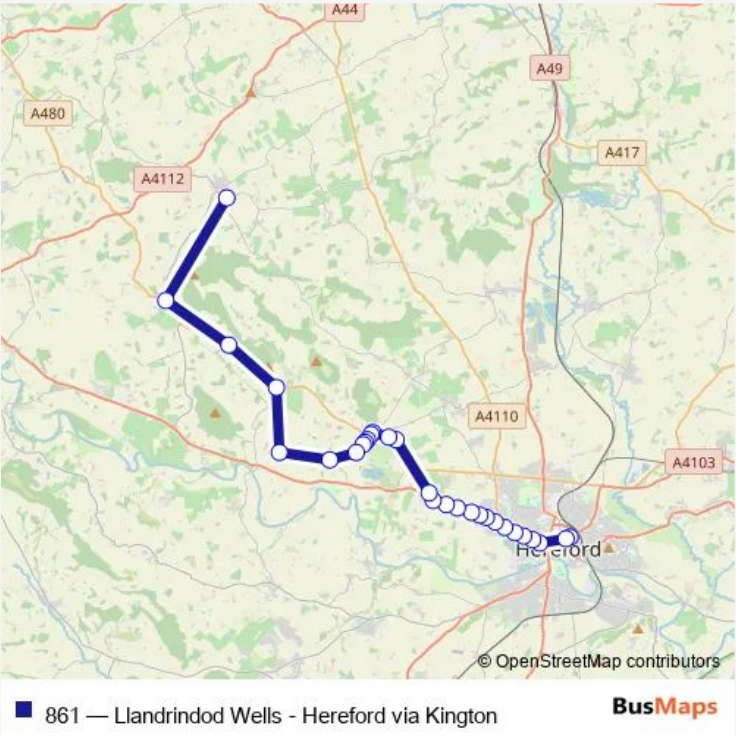 A44
A49
A480
A417
A4112
A4110
A4103
Hereford
© OpenStreetMap contributors
861 — Llandrindod Wells - Hereford via Kington
BusMaps